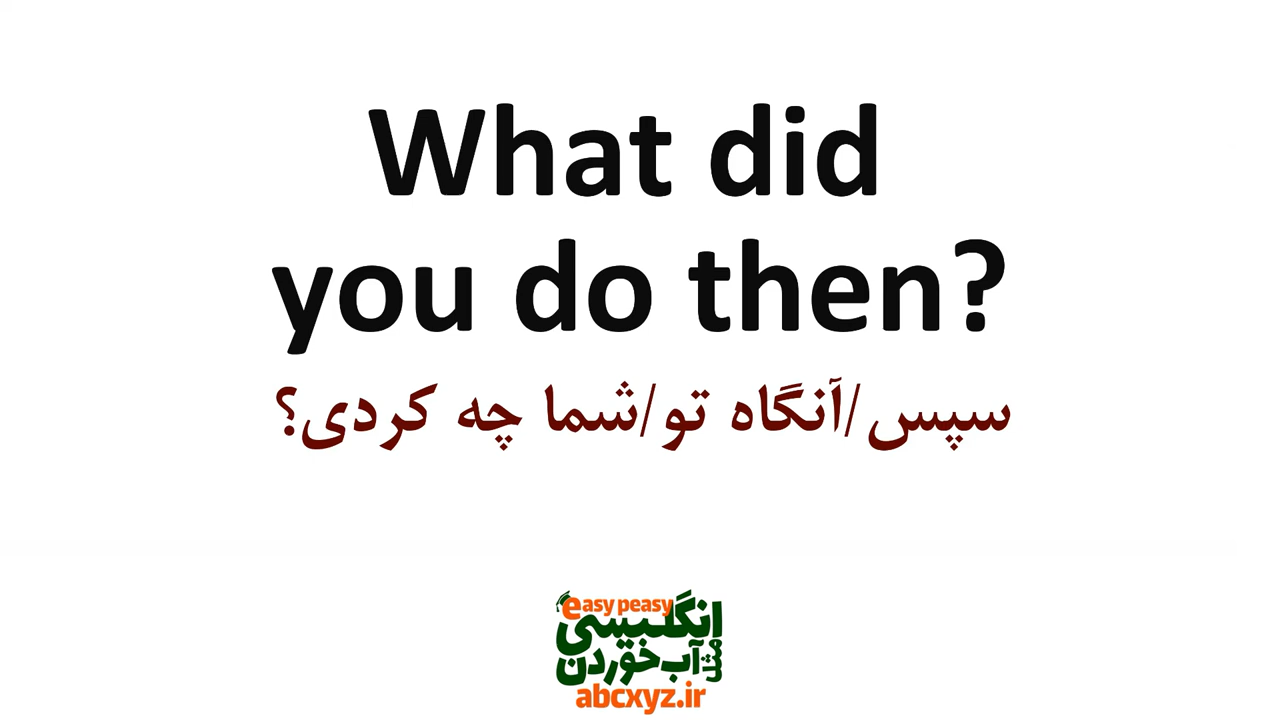 What did
you do then?
سپس/آنگاه تو/شما چه کردی؟
easy peasy
انگلیسی
مثل آب خوردن
abcxyz.ir